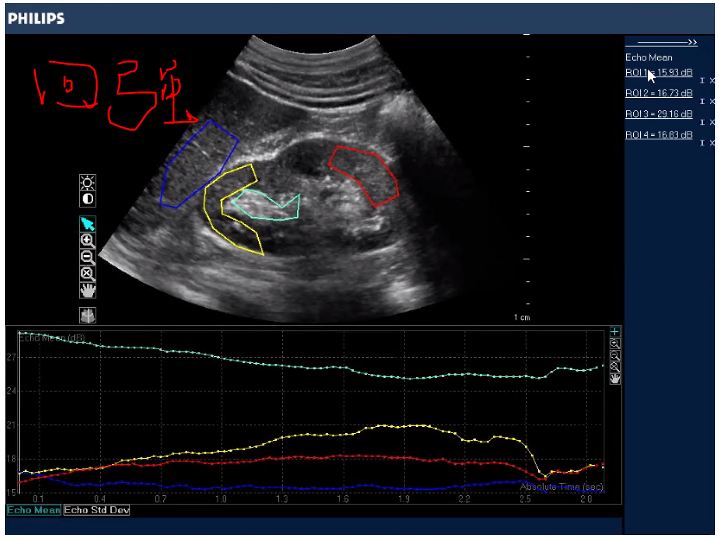 PHILIPS
回弹
Echo Mean
ROI 1 = 15.93 dB
I X
ROI 2 = 16.73 dB
I X
ROI 3 = 29.16 dB
I X
ROI 4 = 16.83 dB
I X
1 cm
Echo Mean (dB)
27
24
21
18
15
Absolute Time (sec)
0.1 0.4 0.7 1.0 1.3 1.6 1.9 2.2 2.5 2.8
Echo Mean Echo Std Dev